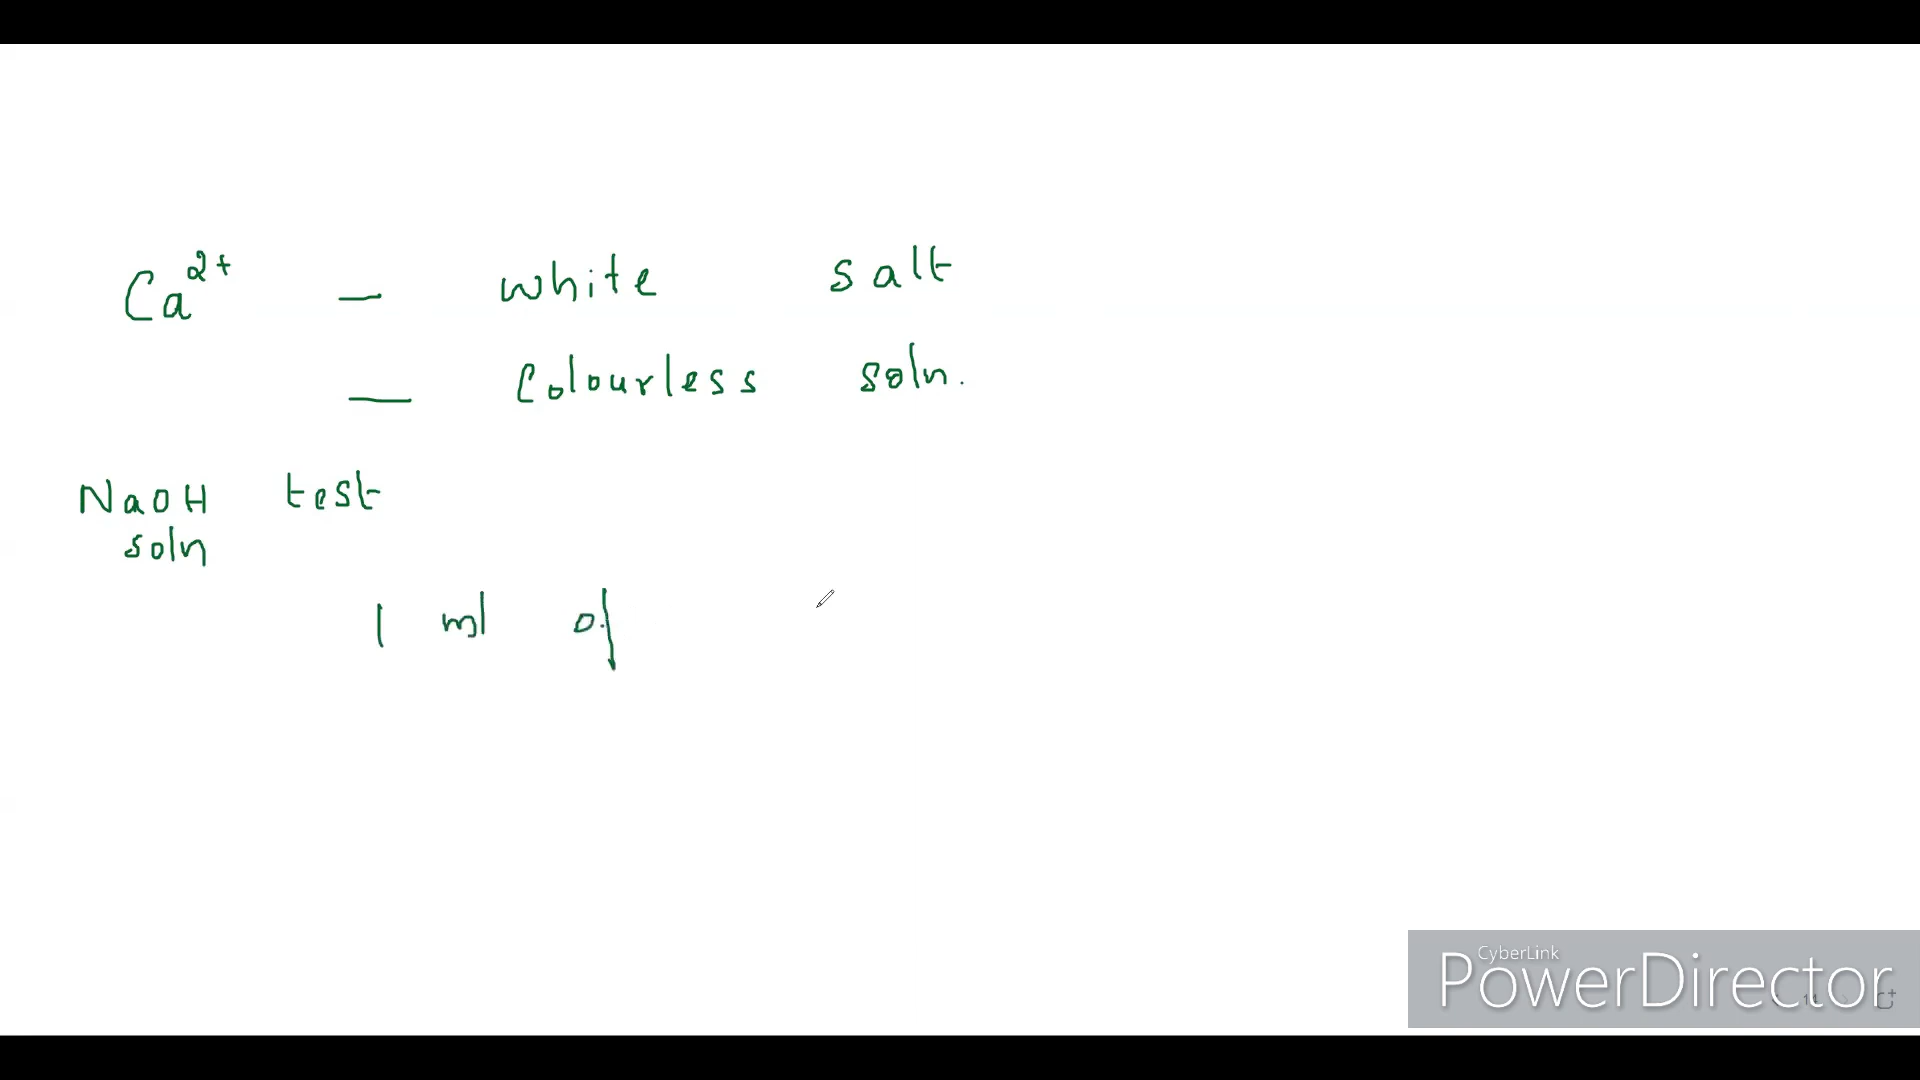 Ca²⁺ — white salt
— Colourless soln.
NaOH test
soln
1 ml of
CyberLink
PowerDirector